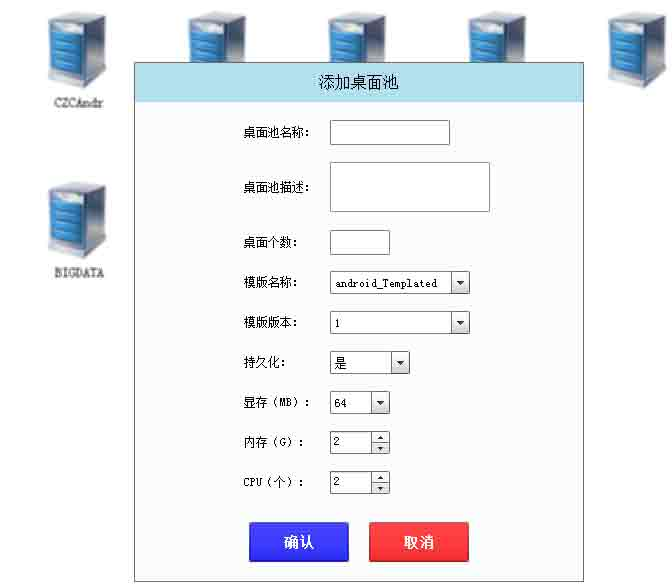 CZCAndr
添加桌面池
桌面池名称：
桌面池描述：
BIGDATA
桌面个数：
模版名称： android_Templated
模版版本： 1
持久化： 是
显存（MB）： 64
内存（G）： 2
CPU（个）： 2
确认 取消